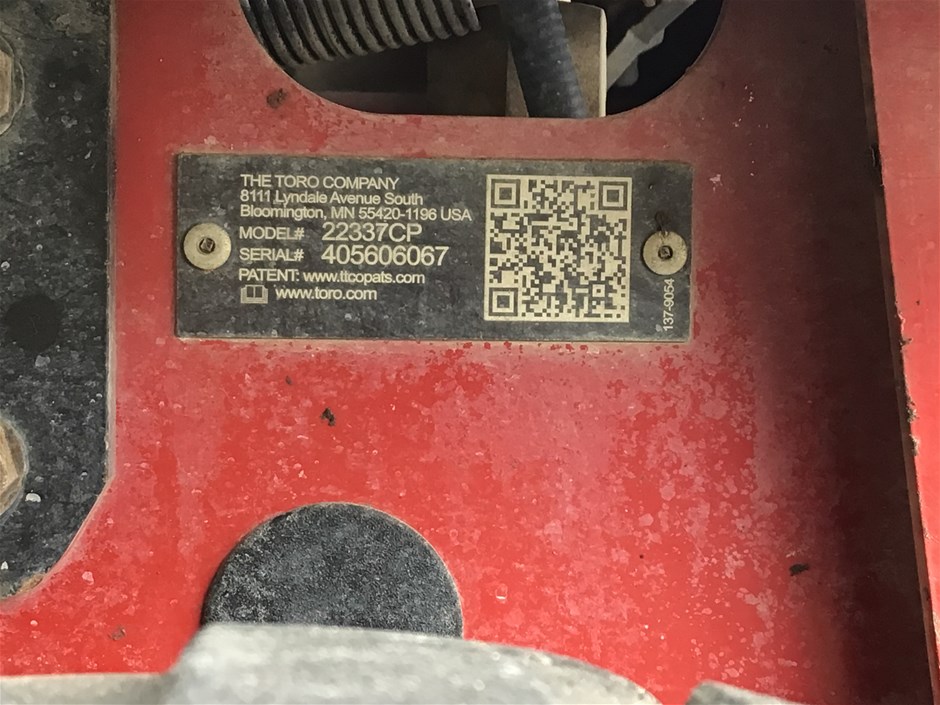 THE TORO COMPANY
8111 Lyndale Avenue South
Bloomington, MN 55420-1196 USA
MODEL# 22337CP
SERIAL# 405606067
PATENT: www.ttcopats.com
www.toro.com
137-9054